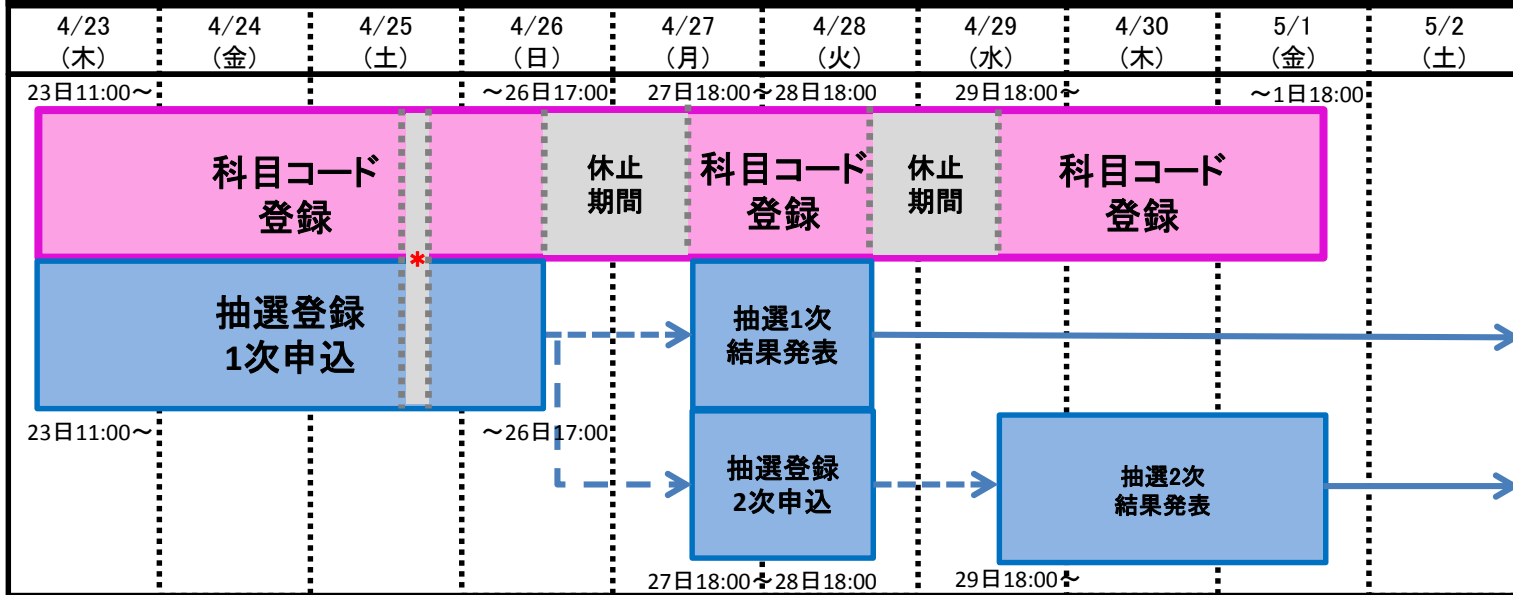 4/23
(木)
4/24
(金)
4/25
(土)
4/26
(日)
4/27
(月)
4/28
(火)
4/29
(水)
4/30
(木)
5/1
(金)
5/2
(土)
23日11:00～
～26日17:00
27日18:00～28日18:00
29日18:00～
～1日18:00
科目コード
登録
休止
期間
科目コード
登録
休止
期間
科目コード
登録
*
抽選登録
1次申込
抽選1次
結果発表
23日11:00～
～26日17:00
抽選登録
2次申込
抽選2次
結果発表
27日18:00～28日18:00
29日18:00～